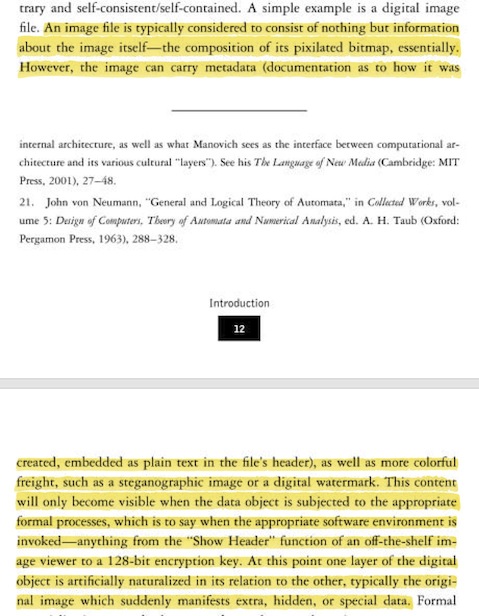 trary and self-consistent/self-contained. A simple example is a digital image
file. An image file is typically considered to consist of nothing but information
about the image itself—the composition of its pixilated bitmap, essentially.
However, the image can carry metadata (documentation as to how it was
internal architecture, as well as what Manovich sees as the interface between computational ar-
chitecture and its various cultural “layers”). See his The Language of New Media (Cambridge: MIT
Press, 2001), 27–48.
21. John von Neumann, “General and Logical Theory of Automata,” in Collected Works, vol-
ume 5: Design of Computers, Theory of Automata and Numerical Analysis, ed. A. H. Taub (Oxford:
Pergamon Press, 1963), 288–328.
Introduction
12
created, embedded as plain text in the file’s header), as well as more colorful
freight, such as a steganographic image or a digital watermark. This content
will only become visible when the data object is subjected to the appropriate
formal processes, which is to say when the appropriate software environment is
invoked—anything from the “Show Header” function of an off-the-shelf im-
age viewer to a 128-bit encryption key. At this point one layer of the digital
object is artificially naturalized in its relation to the other, typically the origi-
nal image which suddenly manifests extra, hidden, or special data. Formal